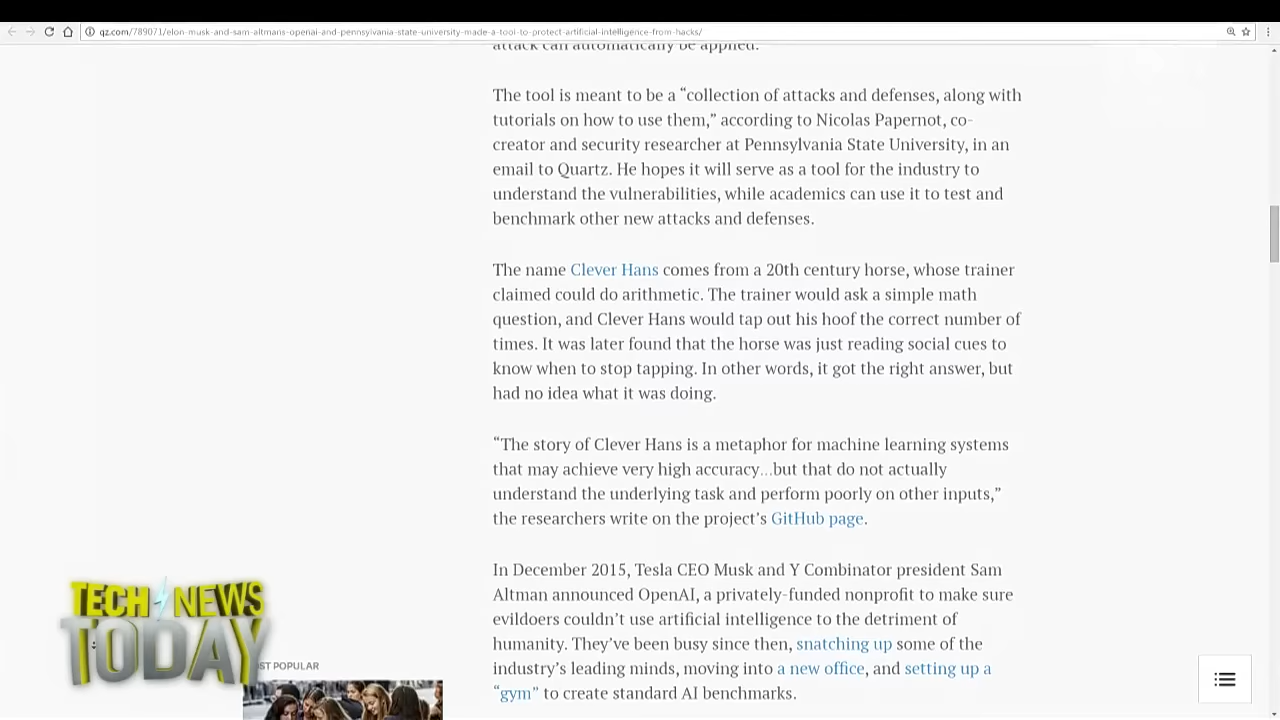 qz.com/789071/elon-musk-and-sam-altmans-openai-and-pennsylvania-state-university-made-a-tool-to-protect-artificial-intelligence-from-hacks/
attack can automatically be applied.
The tool is meant to be a “collection of attacks and defenses, along with
tutorials on how to use them,” according to Nicolas Papernot, co-
creator and security researcher at Pennsylvania State University, in an
email to Quartz. He hopes it will serve as a tool for the industry to
understand the vulnerabilities, while academics can use it to test and
benchmark other new attacks and defenses.
The name Clever Hans comes from a 20th century horse, whose trainer
claimed could do arithmetic. The trainer would ask a simple math
question, and Clever Hans would tap out his hoof the correct number of
times. It was later found that the horse was just reading social cues to
know when to stop tapping. In other words, it got the right answer, but
had no idea what it was doing.
“The story of Clever Hans is a metaphor for machine learning systems
that may achieve very high accuracy...but that do not actually
understand the underlying task and perform poorly on other inputs,”
the researchers write on the project’s GitHub page.
In December 2015, Tesla CEO Musk and Y Combinator president Sam
Altman announced OpenAI, a privately-funded nonprofit to make sure
evildoers couldn’t use artificial intelligence to the detriment of
humanity. They’ve been busy since then, snatching up some of the
industry’s leading minds, moving into a new office, and setting up a
“gym” to create standard AI benchmarks.
TECH NEWS
TODAY
POPULAR